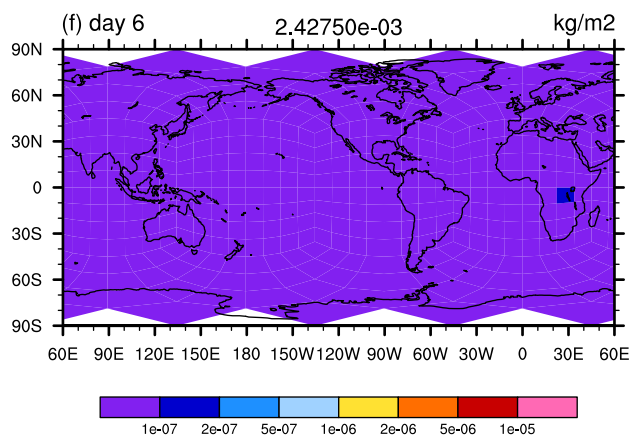 (f) day 6 2.42750e-03 kg/m2
90N
60N
30N
0
30S
60S
90S
60E 90E 120E 150E 180 150W 120W 90W 60W 30W 0 30E 60E
1e-07 2e-07 5e-07 1e-06 2e-06 5e-06 1e-05